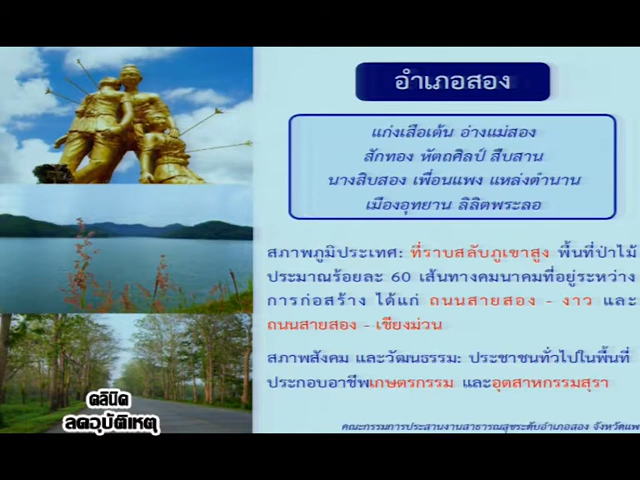 อำเภอสอง
แก่งเสือเต้น อ่างแม่สอง
สักทอง หัตถศิลป์ สืบสาน
นางสิบสอง เพื่อนแพง แหล่งตำนาน
เมืองอุทยาน ลิลิตพระลอ
สภาพภูมิประเทศ: ที่ราบสลับภูเขาสูง พื้นที่ป่าไม้
ประมาณร้อยละ 60 เส้นทางคมนาคมที่อยู่ระหว่าง
การก่อสร้าง ได้แก่ ถนนสายสอง - งาว และ
ถนนสายสอง - เชียงม่วน
สภาพสังคม และวัฒนธรรม: ประชาชนทั่วไปในพื้นที่
ประกอบอาชีพเกษตรกรรม และอุตสาหกรรมสุรา
คลินิค
ลดอุบัติเหตุ
คณะกรรมการประสานงานสาธารณสุขระดับอำเภอสอง จังหวัดแพ